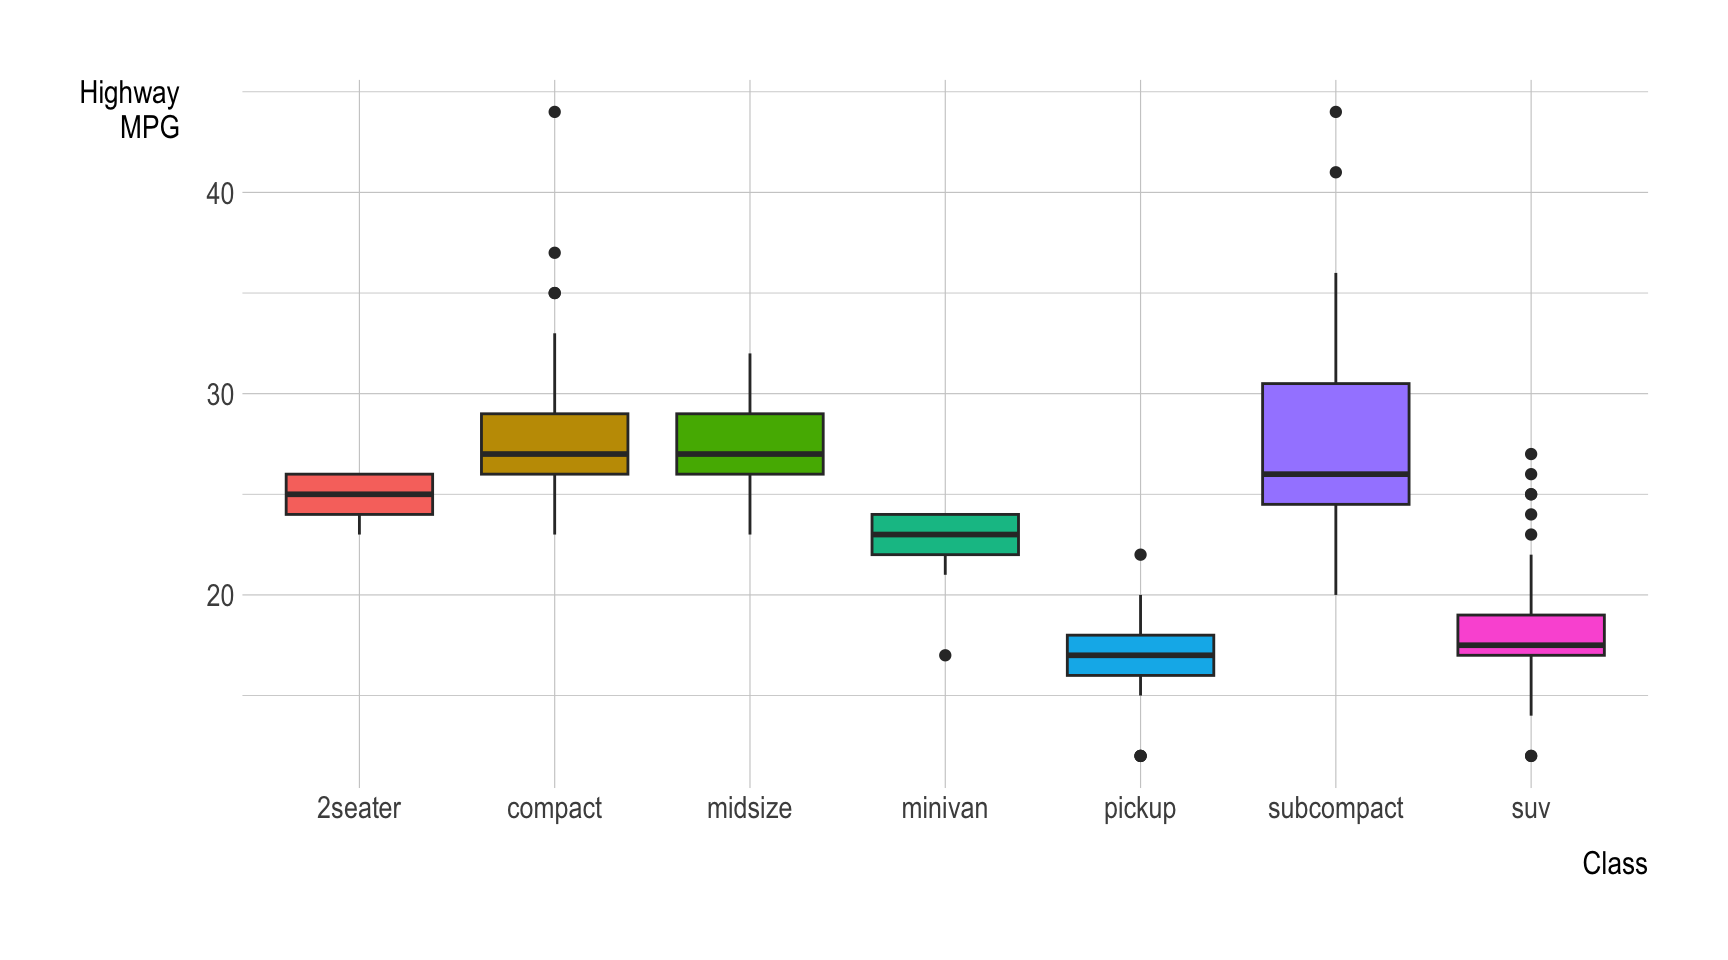 Highway
MPG
40
30
20
2seater compact midsize minivan pickup subcompact suv
Class